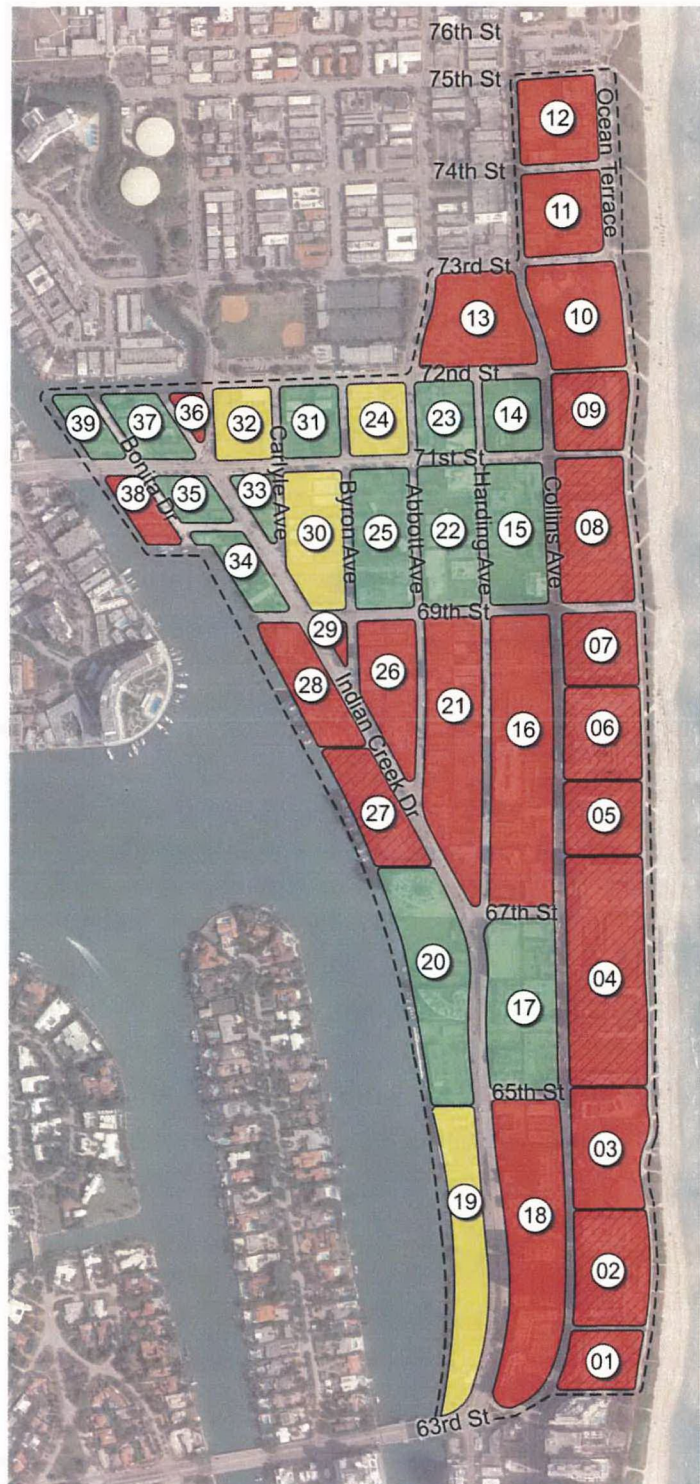 76th St
75th St
Ocean Terrace
12
74th St
11
73rd St
13
10
72nd St
39
37
36
32
31
24
23
14
09
Bonita Dr
Carlyle Ave
71st St
38
35
33
30
Byron Ave
25
Abbott Ave
22
Harding Ave
15
Collins Ave
08
34
69th St
29
28
26
21
16
07
Indian Creek Dr
06
27
05
67th St
20
17
04
65th St
03
19
18
02
01
63rd St